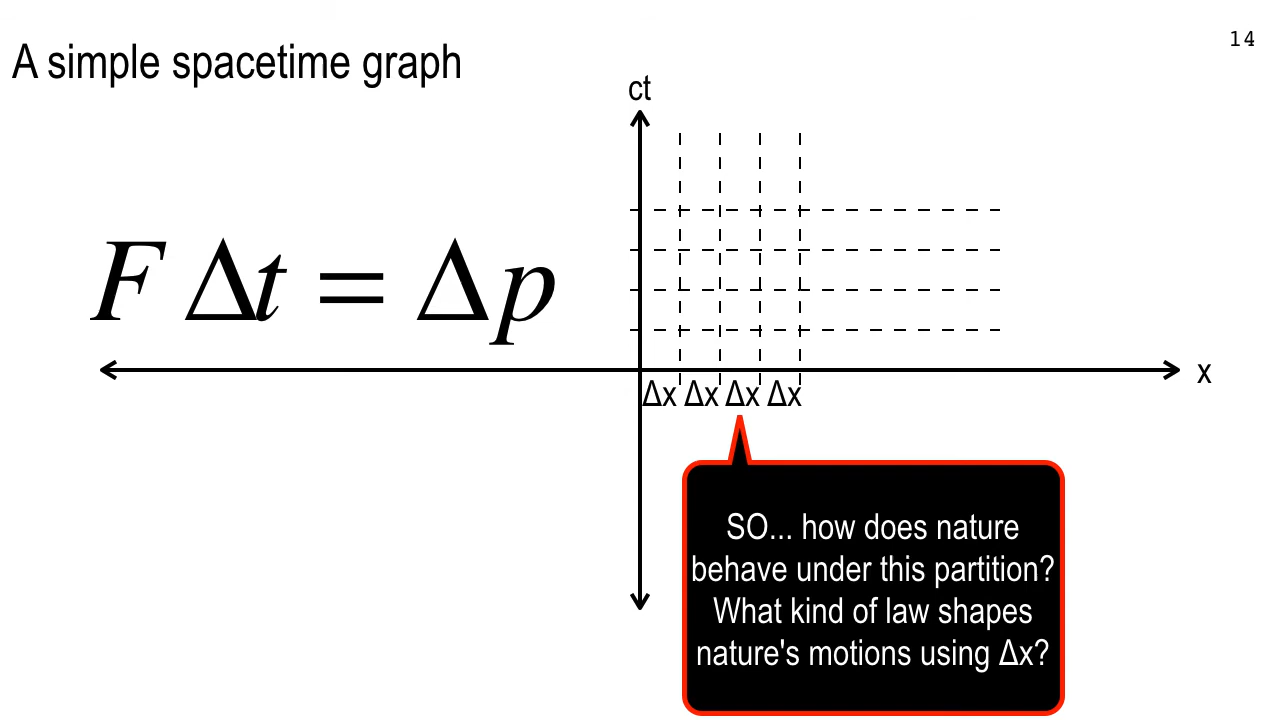 A simple spacetime graph
14
ct
F Δt = Δp
x
Δx Δx Δx Δx
SO... how does nature
behave under this partition?
What kind of law shapes
nature's motions using Δx?